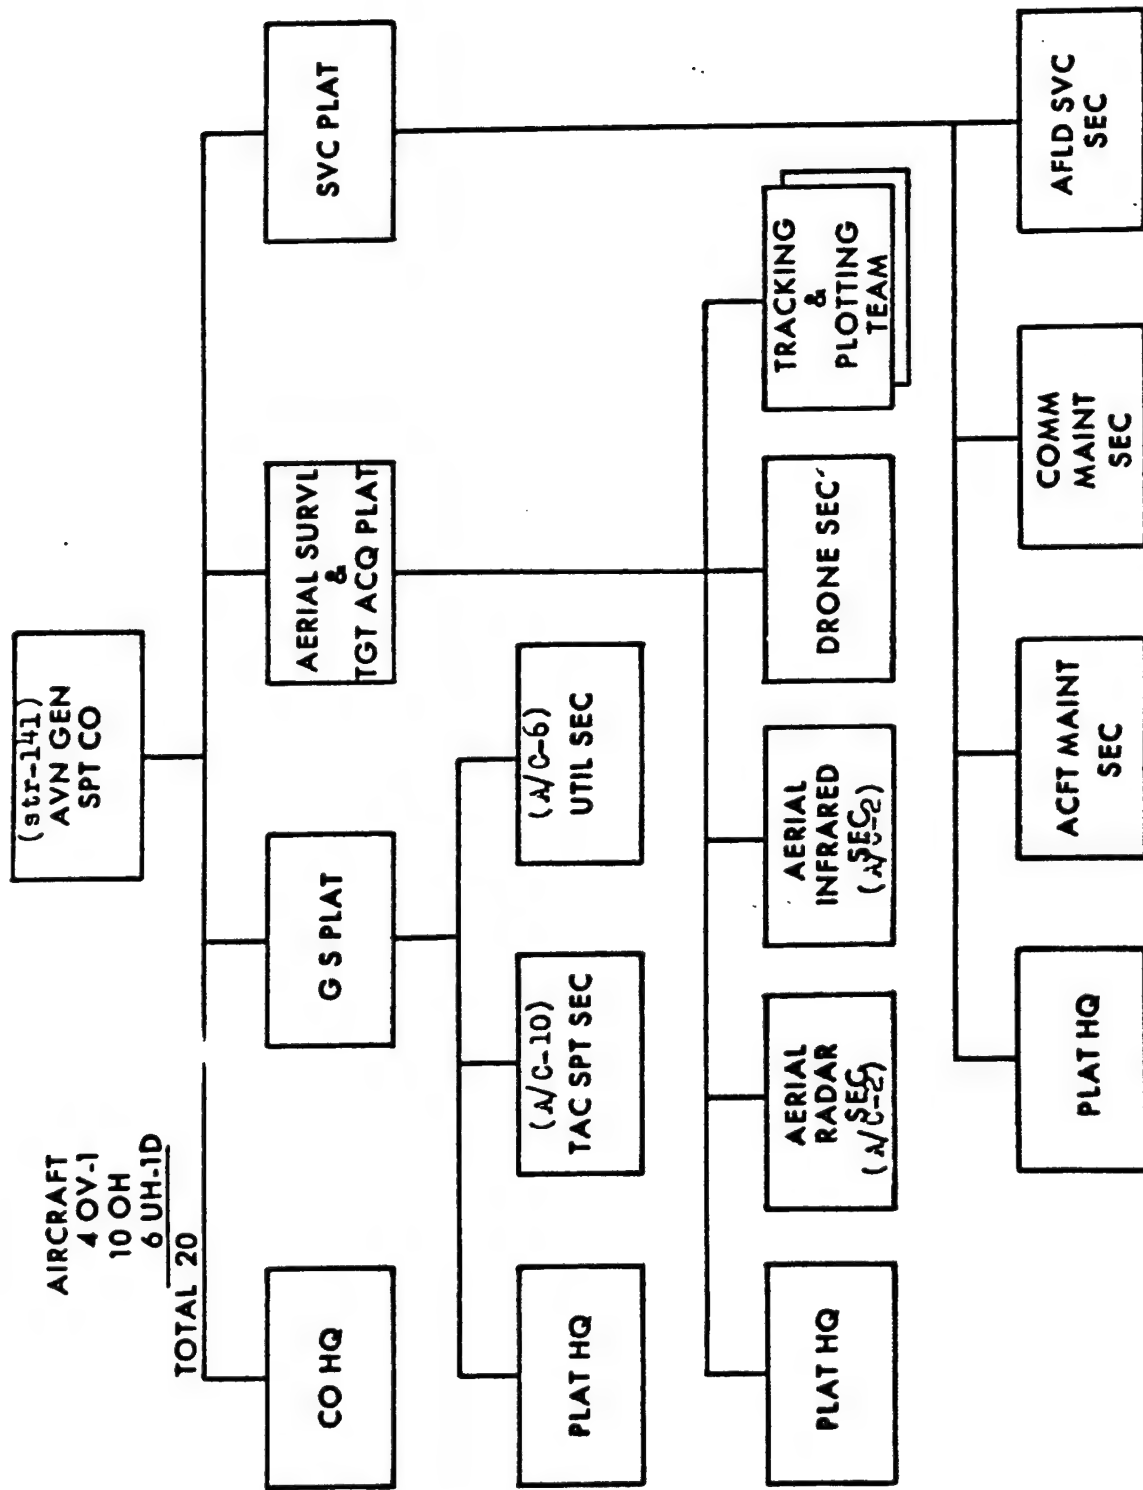 (str-141)
AVN GEN
SPT CO
AIRCRAFT
4 OV-1
10 OH
6 UH-1D
TOTAL 20
CO HQ
G S PLAT
AERIAL SURVL
&
TGT ACQ PLAT
SVC PLAT
PLAT HQ
(A/C-10)
TAC SPT SEC
(A/C-6)
UTIL SEC
PLAT HQ
AERIAL
RADAR
SEC
(A/C-2)
AERIAL
INFRARED
SEC
(A/C-2)
DRONE SEC
TRACKING
&
PLOTTING
TEAM
PLAT HQ
ACFT MAINT
SEC
COMM
MAINT
SEC
AFLD SVC
SEC